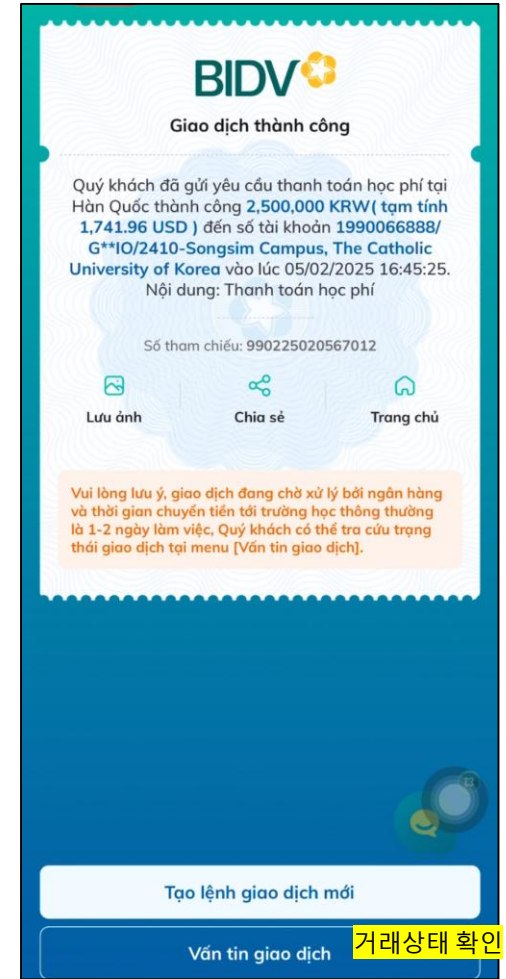 BIDV
Giao dịch thành công
Quý khách đã gửi yêu cầu thanh toán học phí tại
Hàn Quốc thành công 2,500,000 KRW( tạm tính
1,741.96 USD ) đến số tài khoản 1990066888/
G**IO/2410-Songsim Campus, The Catholic
University of Korea vào lúc 05/02/2025 16:45:25.
Nội dung: Thanh toán học phí
Số tham chiếu: 990225020567012
Lưu ảnh
Chia sẻ
Trang chủ
Vui lòng lưu ý, giao dịch đang chờ xử lý bởi ngân hàng
và thời gian chuyển tiền tới trường học thông thường
là 1-2 ngày làm việc, Quý khách có thể tra cứu trạng
thái giao dịch tại menu [Vấn tin giao dịch].
Tạo lệnh giao dịch mới
Vấn tin giao dịch
거래상태 확인